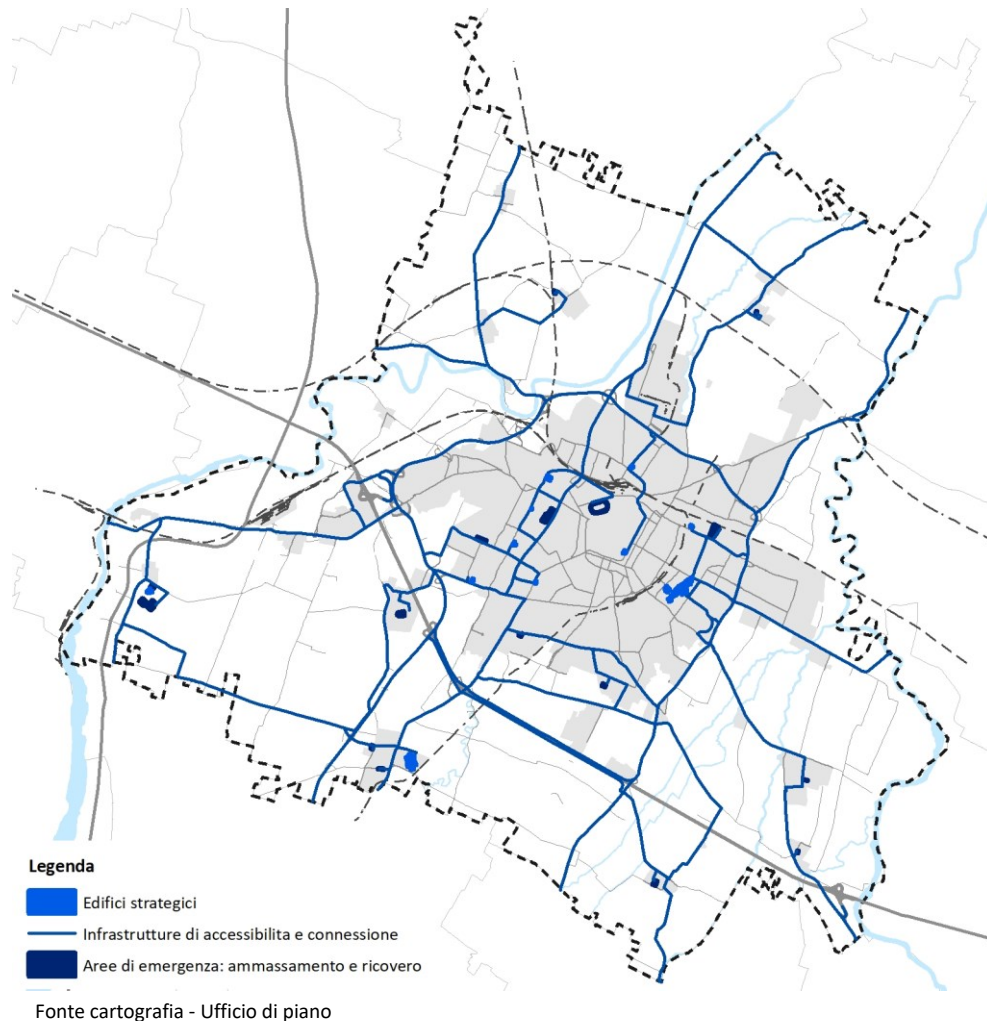 Legenda
Edifici strategici
Infrastrutture di accessibilita e connessione
Aree di emergenza: ammassamento e ricovero
Fonte cartografia - Ufficio di piano